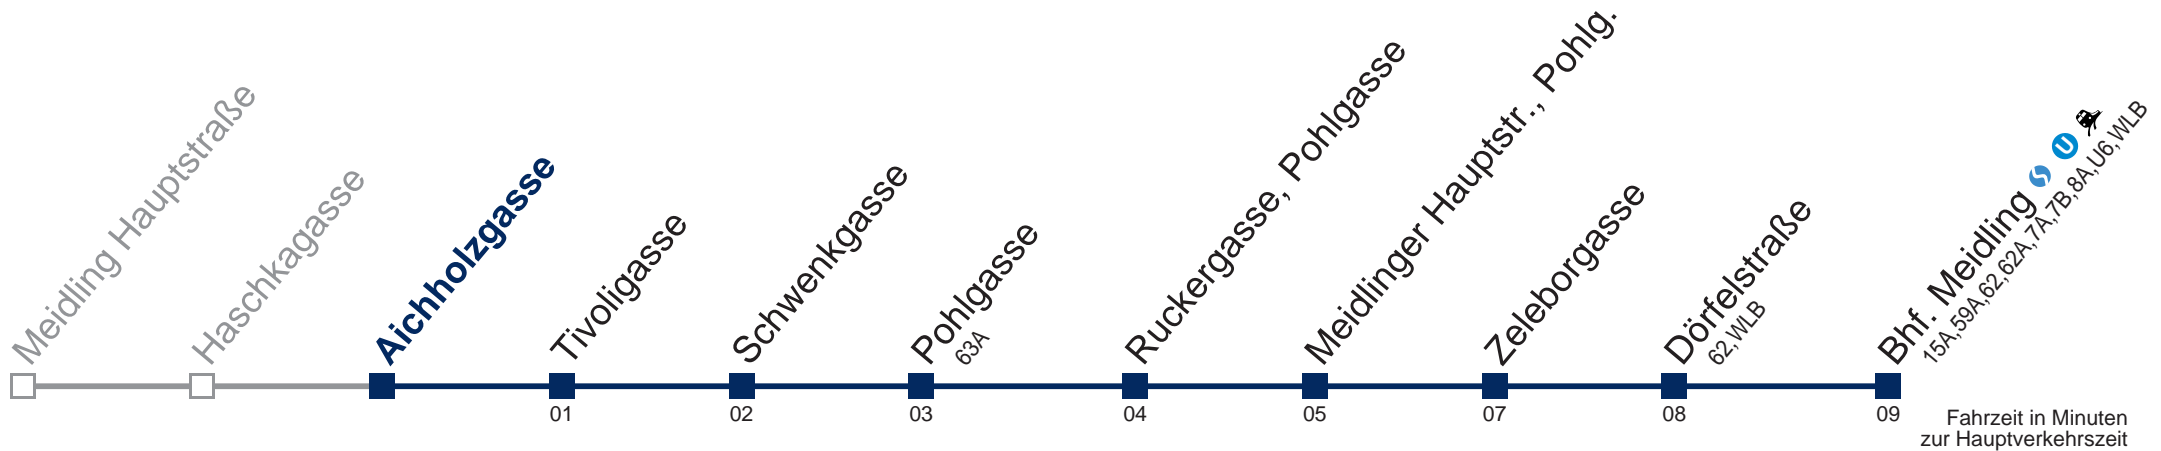 Meidling Hauptstraße
Haschkagasse
Aichholzgasse
Tivoligasse
01
Schwenkgasse
02
Pohlgasse
63A
03
Ruckergasse, Pohlgasse
04
Meidlinger Hauptstr., Pohlg.
05
Zeleborgasse
07
Dörfelstraße
62,WLB
08
Bhf. Meidling S U
15A,59A,62,62A,7A,7B,8A,U6,WLB
09
Fahrzeit in Minuten
zur Hauptverkehrszeit